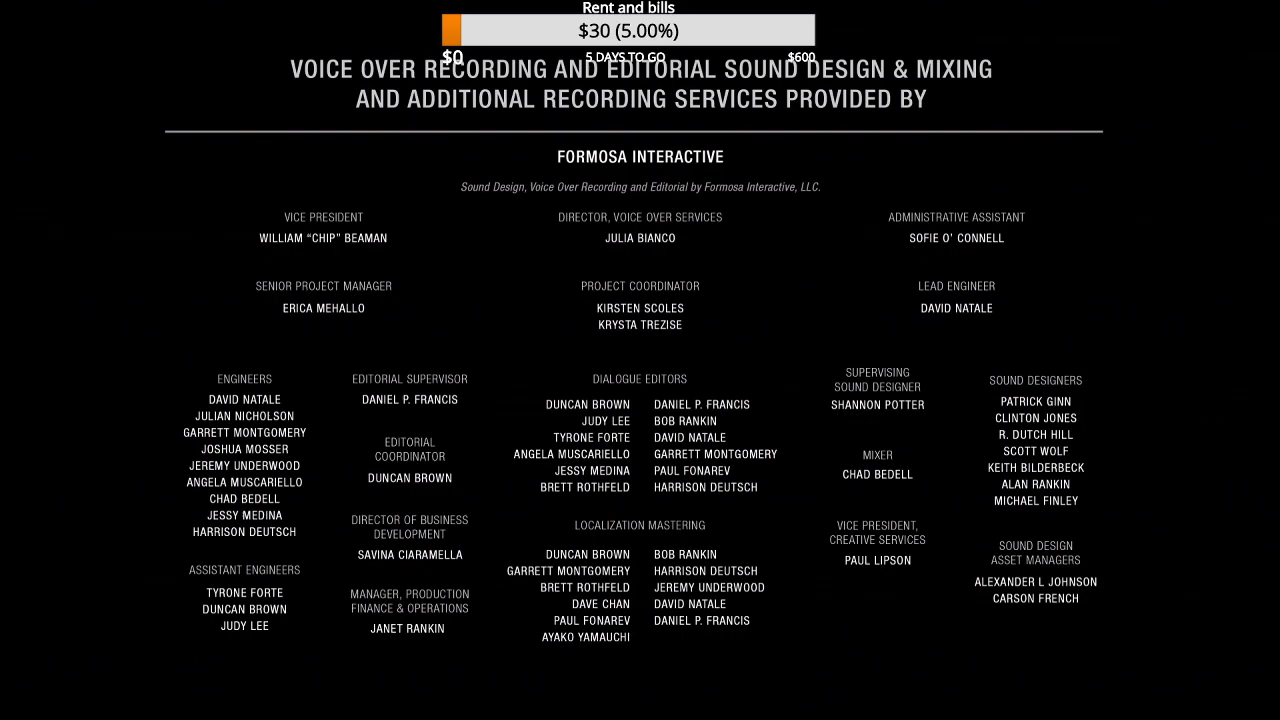 Rent and bills
$30 (5.00%)
$0 5 DAYS TO GO $600
VOICE OVER RECORDING AND EDITORIAL SOUND DESIGN & MIXING
AND ADDITIONAL RECORDING SERVICES PROVIDED BY
FORMOSA INTERACTIVE
Sound Design, Voice Over Recording and Editorial by Formosa Interactive, LLC.
VICE PRESIDENT
WILLIAM “CHIP” BEAMAN
DIRECTOR, VOICE OVER SERVICES
JULIA BIANCO
ADMINISTRATIVE ASSISTANT
SOFIE O' CONNELL
SENIOR PROJECT MANAGER
ERICA MEHALLO
PROJECT COORDINATOR
KIRSTEN SCOLES
KRYSTA TREZISE
LEAD ENGINEER
DAVID NATALE
ENGINEERS
DAVID NATALE
JULIAN NICHOLSON
GARRETT MONTGOMERY
JOSHUA MOSSER
JEREMY UNDERWOOD
ANGELA MUSCARIELLO
CHAD BEDELL
JESSY MEDINA
HARRISON DEUTSCH
ASSISTANT ENGINEERS
TYRONE FORTE
DUNCAN BROWN
JUDY LEE
EDITORIAL SUPERVISOR
DANIEL P. FRANCIS
EDITORIAL
COORDINATOR
DUNCAN BROWN
DIRECTOR OF BUSINESS
DEVELOPMENT
SAVINA CIARAMELLA
MANAGER, PRODUCTION
FINANCE & OPERATIONS
JANET RANKIN
DIALOGUE EDITORS
DUNCAN BROWN DANIEL P. FRANCIS
JUDY LEE BOB RANKIN
TYRONE FORTE DAVID NATALE
ANGELA MUSCARIELLO GARRETT MONTGOMERY
JESSY MEDINA PAUL FONAREV
BRETT ROTHFELD HARRISON DEUTSCH
LOCALIZATION MASTERING
DUNCAN BROWN BOB RANKIN
GARRETT MONTGOMERY HARRISON DEUTSCH
BRETT ROTHFELD JEREMY UNDERWOOD
DAVE CHAN DAVID NATALE
PAUL FONAREV DANIEL P. FRANCIS
AYAKO YAMAUCHI
SUPERVISING
SOUND DESIGNER
SHANNON POTTER
MIXER
CHAD BEDELL
VICE PRESIDENT,
CREATIVE SERVICES
PAUL LIPSON
SOUND DESIGNERS
PATRICK GINN
CLINTON JONES
R. DUTCH HILL
SCOTT WOLF
KEITH BILDERBECK
ALAN RANKIN
MICHAEL FINLEY
SOUND DESIGN
ASSET MANAGERS
ALEXANDER L JOHNSON
CARSON FRENCH